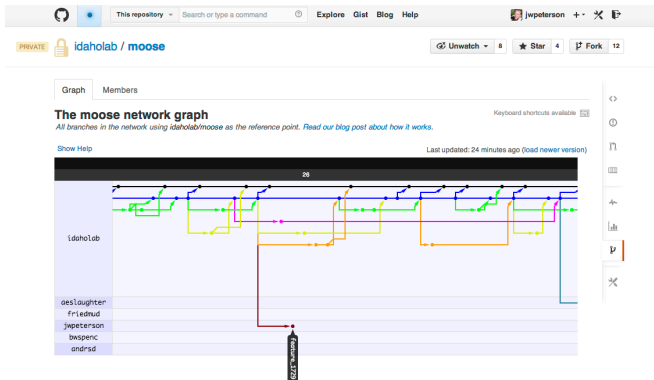 This repository Search or type a command Explore Gist Blog Help jwpeterson
PRIVATE idaholab / moose Unwatch 8 Star 4 Fork 12
Graph Members
The moose network graph Keyboard shortcuts available
All branches in the network using idaholab/moose as the reference point. Read our blog post about how it works.
Show Help Last updated: 24 minutes ago (load newer version)
26
idaholab
aeslaughter
friedmud
jwpeterson
bwspenc
andrsd
feature_1729